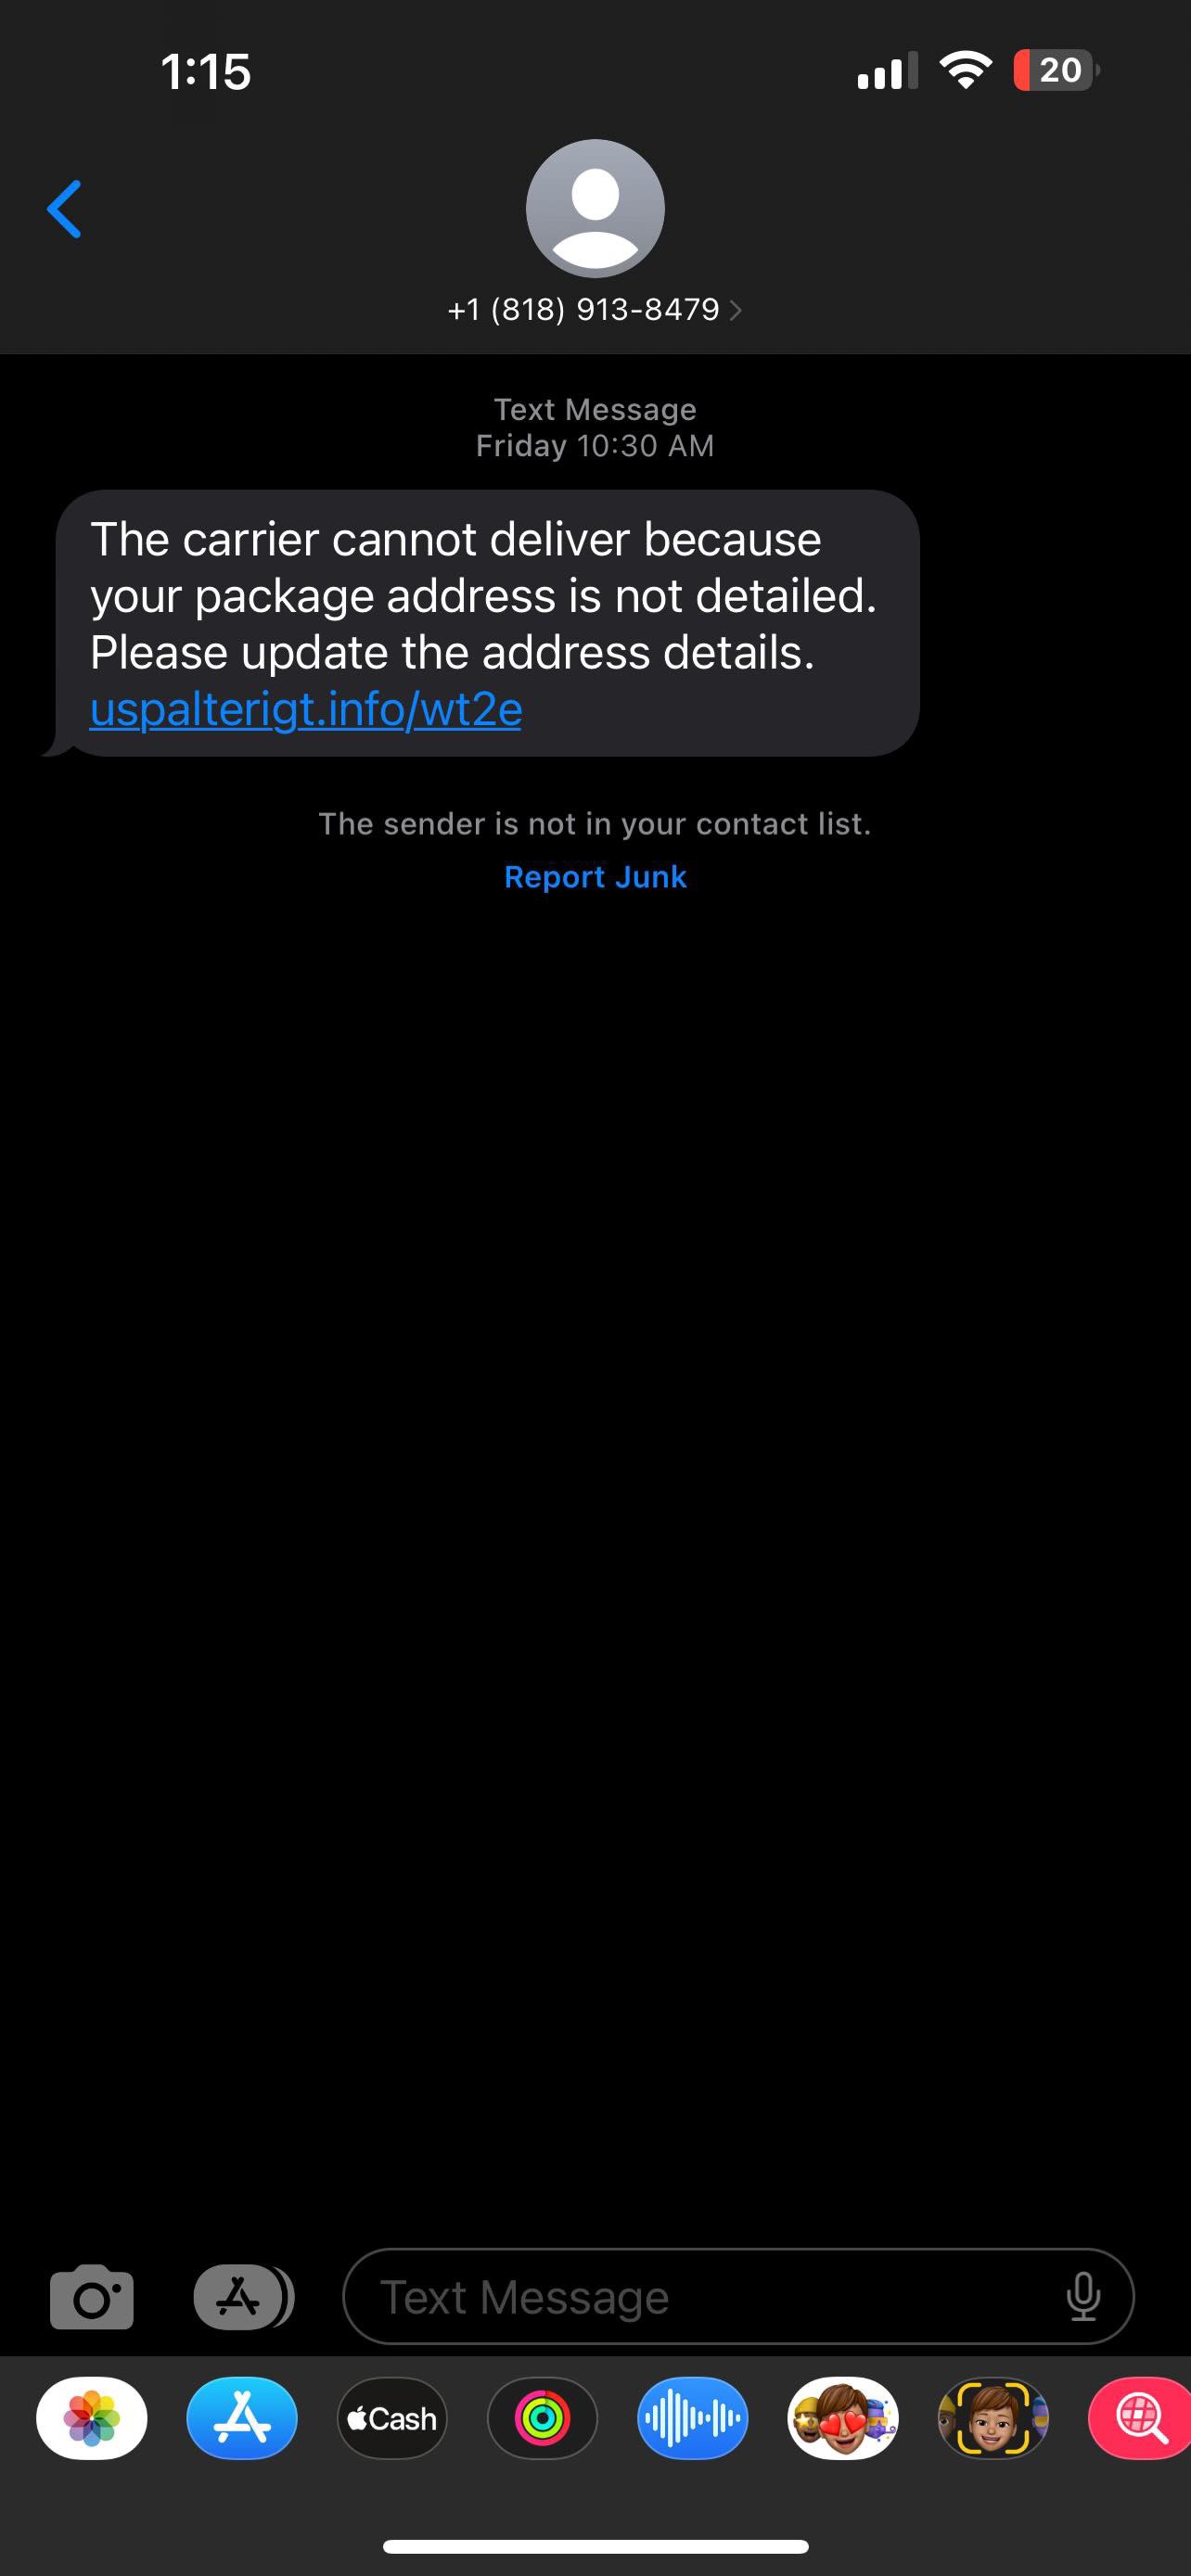 1:15
20
+1 (818) 913-8479
Text Message
Friday 10:30 AM
The carrier cannot deliver because
your package address is not detailed.
Please update the address details.
uspalterigt.info/wt2e
The sender is not in your contact list.
Report Junk
Text Message
Cash